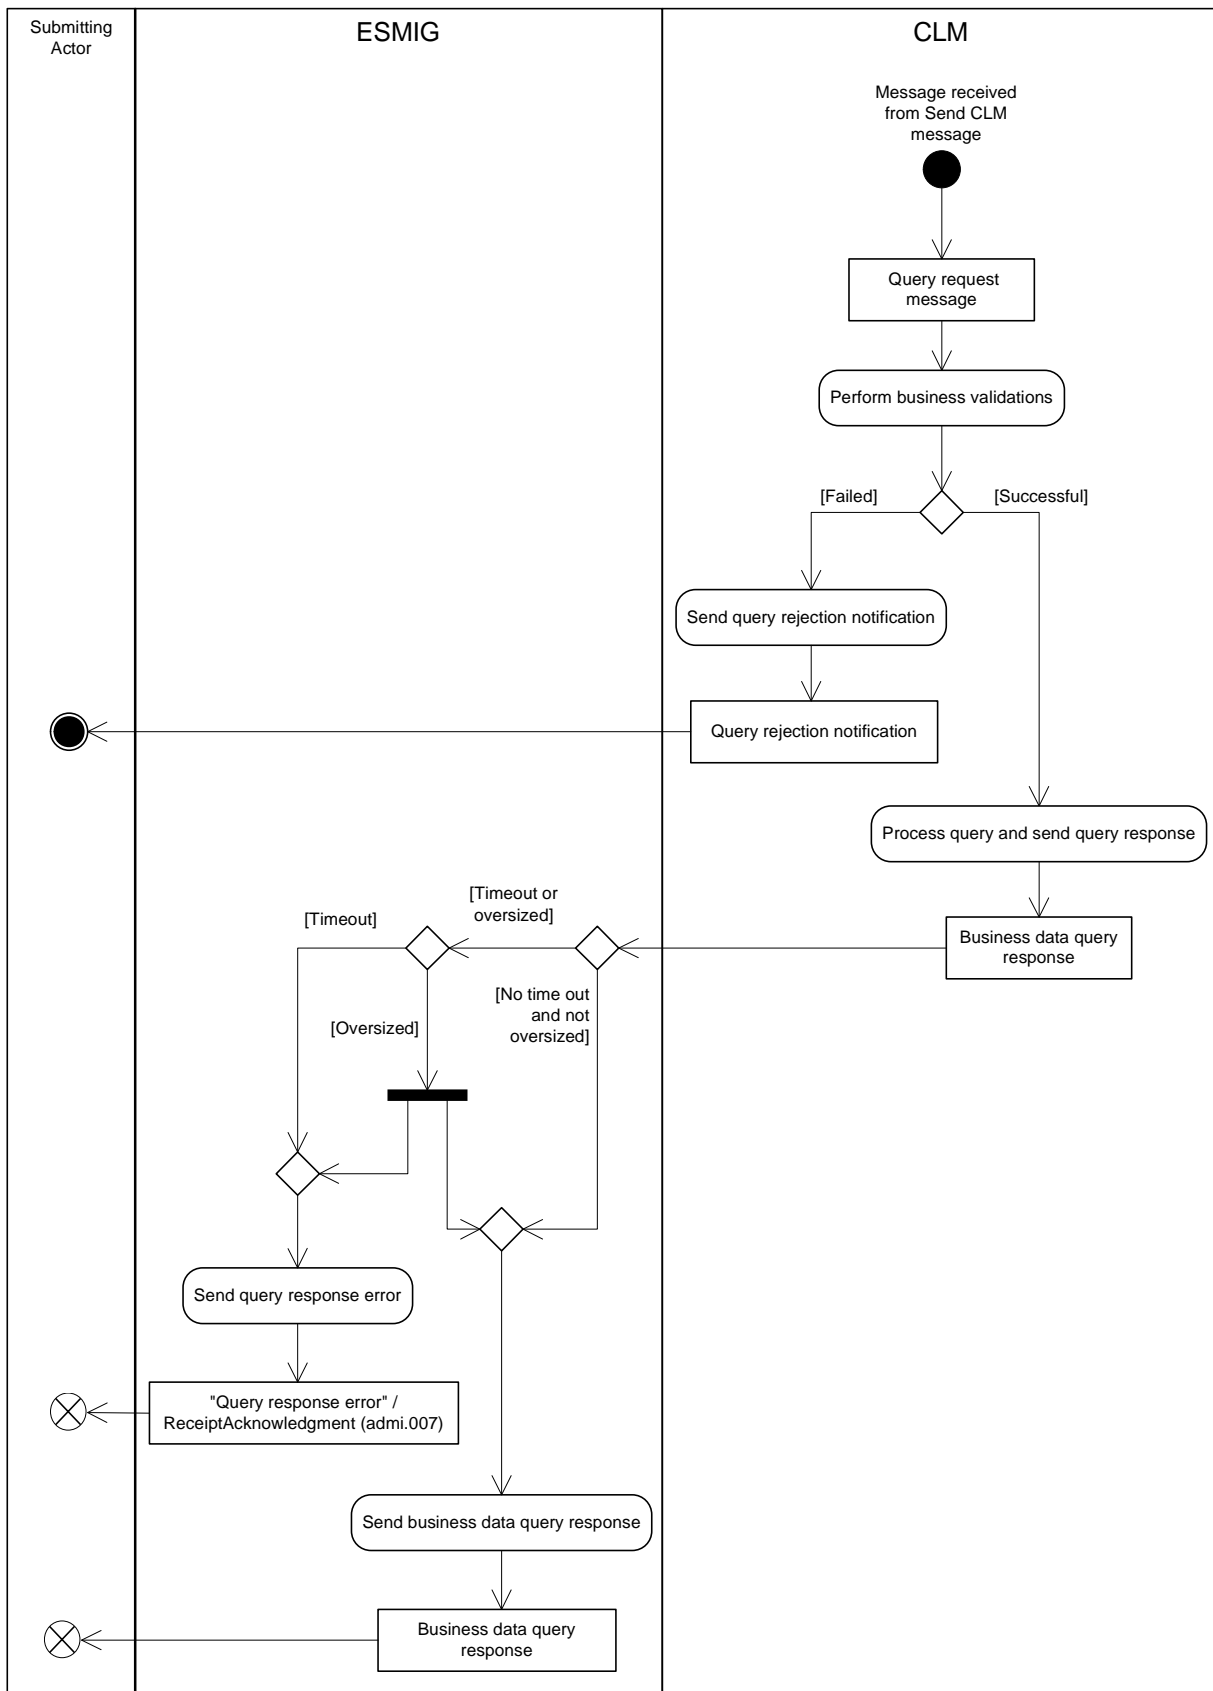 Submitting
Actor
ESMIG
CLM
Message received
from Send CLM
message
Query request
message
Perform business validations
[Failed]
[Successful]
Send query rejection notification
Query rejection notification
Process query and send query response
[Timeout or
oversized]
[Timeout]
Business data query
response
[No time out
and not
oversized]
[Oversized]
Send query response error
"Query response error" /
ReceiptAcknowledgment (admi.007)
Send business data query response
Business data query
response